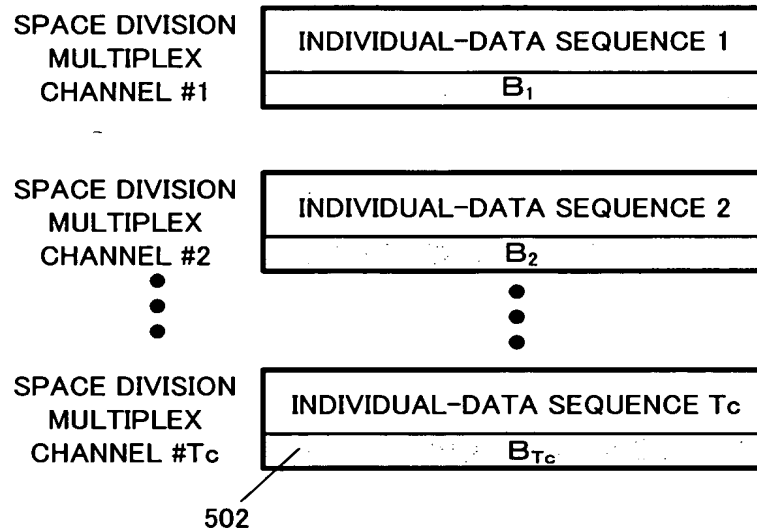 SPACE DIVISION
MULTIPLEX
CHANNEL #1
INDIVIDUAL-DATA SEQUENCE 1
B1
SPACE DIVISION
MULTIPLEX
CHANNEL #2
INDIVIDUAL-DATA SEQUENCE 2
B2
SPACE DIVISION
MULTIPLEX
CHANNEL #Tc
INDIVIDUAL-DATA SEQUENCE Tc
BTc
502